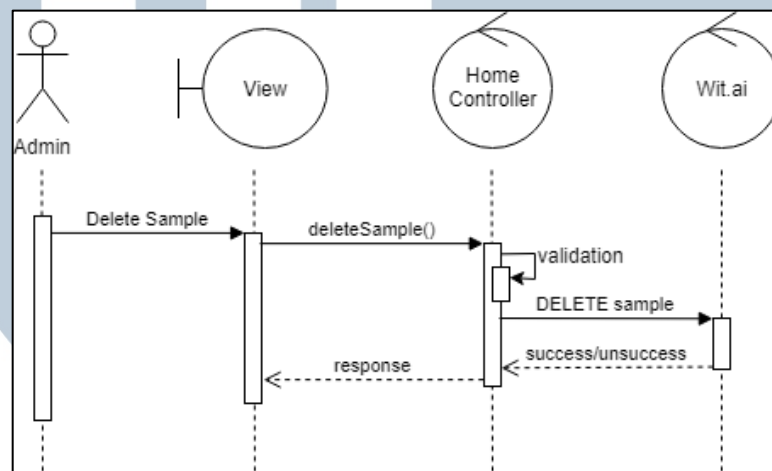 View
Home
Controller
Wit.ai
Admin
Delete Sample
deleteSample()
validation
DELETE sample
success/unsuccess
response